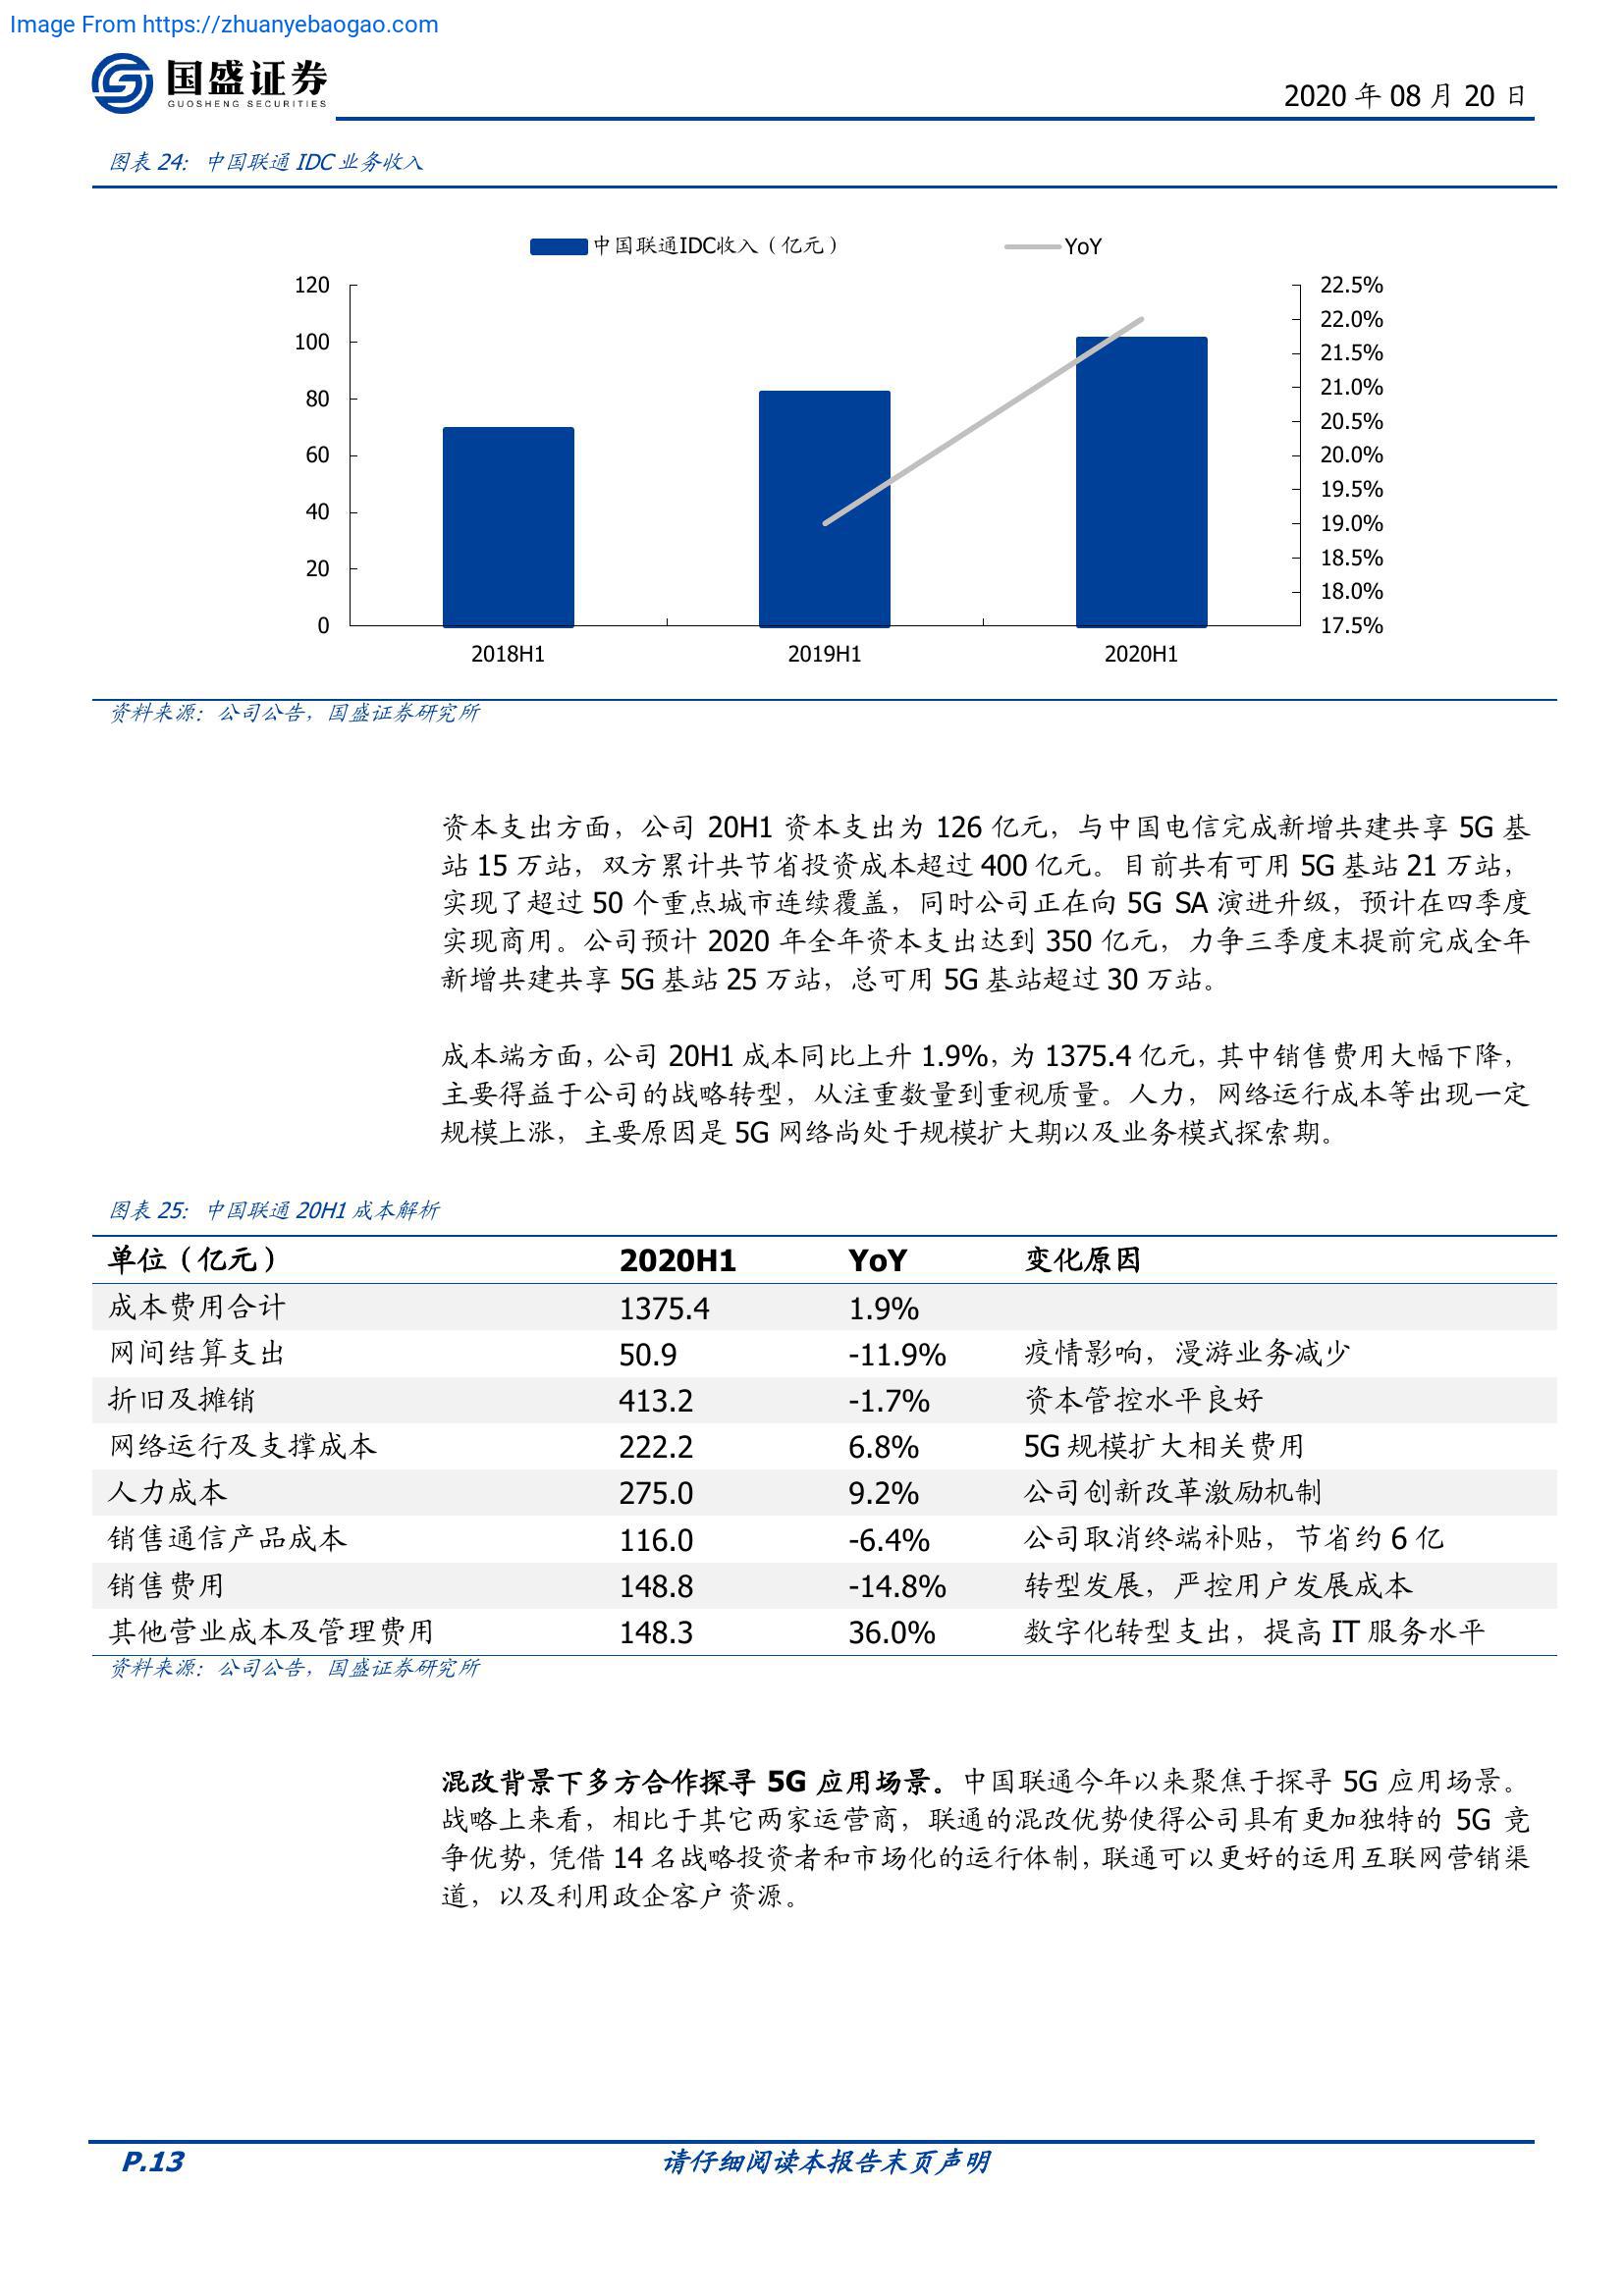 Image From https://zhuanyebaogao.com
国盛证券
GUOSHENG SECURITIES
2020 年 08 月 20 日
图表 24：中国联通 IDC 业务收入
中国联通IDC收入（亿元） YoY
120 22.5%
22.0%
100 21.5%
21.0%
80 20.5%
60 20.0%
19.5%
40 19.0%
18.5%
20 18.0%
0 17.5%
2018H1 2019H1 2020H1
资料来源：公司公告，国盛证券研究所
资本支出方面，公司 20H1 资本支出为 126 亿元，与中国电信完成新增共建共享 5G 基
站 15 万站，双方累计共节省投资成本超过 400 亿元。目前共有可用 5G 基站 21 万站，
实现了超过 50 个重点城市连续覆盖，同时公司正在向 5G SA 演进升级，预计在四季度
实现商用。公司预计 2020 年全年资本支出达到 350 亿元，力争三季度末提前完成全年
新增共建共享 5G 基站 25 万站，总可用 5G 基站超过 30 万站。
成本端方面，公司 20H1 成本同比上升 1.9%，为 1375.4 亿元，其中销售费用大幅下降，
主要得益于公司的战略转型，从注重数量到重视质量。人力，网络运行成本等出现一定
规模上涨，主要原因是 5G 网络尚处于规模扩大期以及业务模式探索期。
图表 25：中国联通 20H1 成本解析
单位（亿元） 2020H1 YoY 变化原因
成本费用合计 1375.4 1.9%
网间结算支出 50.9 -11.9% 疫情影响，漫游业务减少
折旧及摊销 413.2 -1.7% 资本管控水平良好
网络运行及支撑成本 222.2 6.8% 5G 规模扩大相关费用
人力成本 275.0 9.2% 公司创新改革激励机制
销售通信产品成本 116.0 -6.4% 公司取消终端补贴，节省约 6 亿
销售费用 148.8 -14.8% 转型发展，严控用户发展成本
其他营业成本及管理费用 148.3 36.0% 数字化转型支出，提高 IT 服务水平
资料来源：公司公告，国盛证券研究所
混改背景下多方合作探寻 5G 应用场景。中国联通今年以来聚焦于探寻 5G 应用场景。
战略上来看，相比于其它两家运营商，联通的混改优势使得公司具有更加独特的 5G 竞
争优势，凭借 14 名战略投资者和市场化的运行体制，联通可以更好的运用互联网营销渠
道，以及利用政企客户资源。
P.13 请仔细阅读本报告末页声明